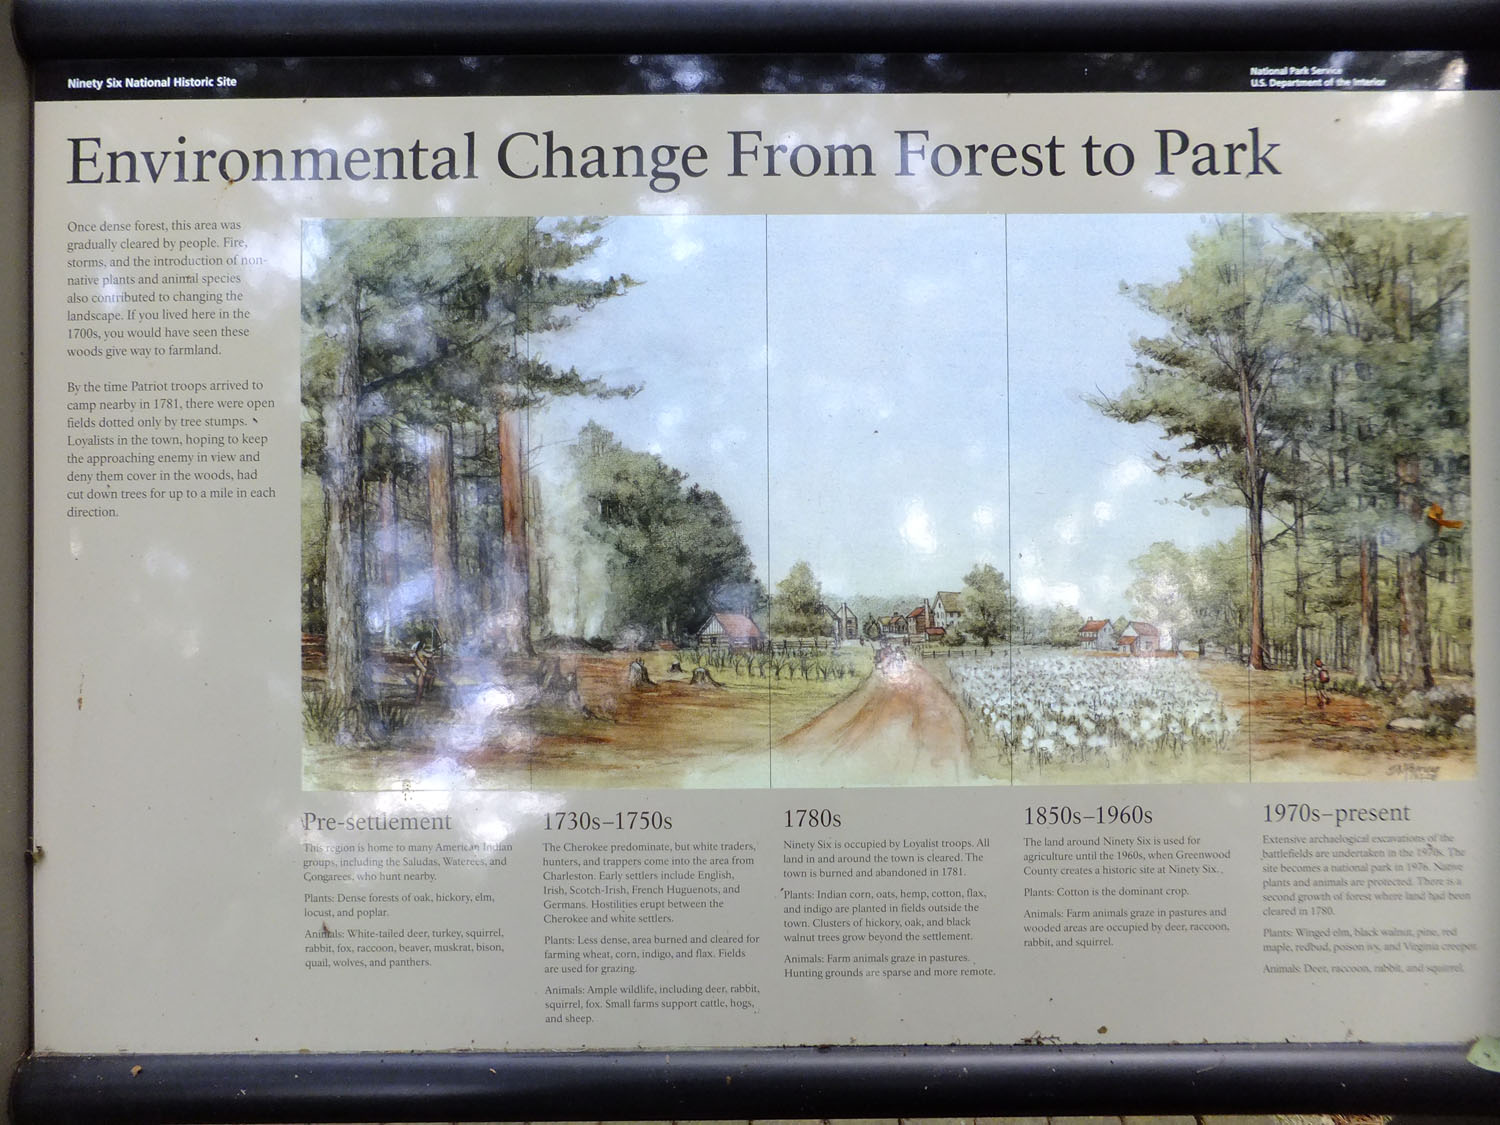 Ninety Six National Historic Site
National Park Service
U.S. Department of the Interior
Environmental Change From Forest to Park
Once dense forest, this area was
gradually cleared by people. Fire,
storms, and the introduction of non-
native plants and animal species
also contributed to changing the
landscape. If you lived here in the
1700s, you would have seen these
woods give way to farmland.
By the time Patriot troops arrived to
camp nearby in 1781, there were open
fields dotted only by tree stumps.
Loyalists in the town, hoping to keep
the approaching enemy in view and
deny them cover in the woods, had
cut down trees for up to a mile in each
direction.
Pre-settlement
This region is home to many American Indian
groups, including the Saludas, Waterees, and
Congarees, who hunt nearby.
Plants: Dense forests of oak, hickory, elm,
locust, and poplar.
Animals: White-tailed deer, turkey, squirrel,
rabbit, fox, raccoon, beaver, muskrat, bison,
quail, wolves, and panthers.
1730s–1750s
The Cherokee predominate, but white traders,
hunters, and trappers come into the area from
Charleston. Early settlers include English,
Irish, Scotch-Irish, French Huguenots, and
Germans. Hostilities erupt between the
Cherokee and white settlers.
Plants: Less dense, area burned and cleared for
farming wheat, corn, indigo, and flax. Fields
are used for grazing.
Animals: Ample wildlife, including deer, rabbit,
squirrel, fox. Small farms support cattle, hogs,
and sheep.
1780s
Ninety Six is occupied by Loyalist troops. All
land in and around the town is cleared. The
town is burned and abandoned in 1781.
Plants: Indian corn, oats, hemp, cotton, flax,
and indigo are planted in fields outside the
town. Clusters of hickory, oak, and black
walnut trees grow beyond the settlement.
Animals: Farm animals graze in pastures.
Hunting grounds are sparse and more remote.
1850s–1960s
The land around Ninety Six is used for
agriculture until the 1960s, when Greenwood
County creates a historic site at Ninety Six.
Plants: Cotton is the dominant crop.
Animals: Farm animals graze in pastures and
wooded areas are occupied by deer, raccoon,
rabbit, and squirrel.
1970s–present
Extensive archaelogical excavations of the
battlefields are undertaken in the 1970s. The
site becomes a national park in 1976. Native
plants and animals are protected. There is a
second growth of forest where land had been
cleared in 1780.
Plants: Winged elm, black walnut, pine, red
maple, redbud, poison ivy, and Virginia creeper.
Animals: Deer, raccoon, rabbit, and squirrel.